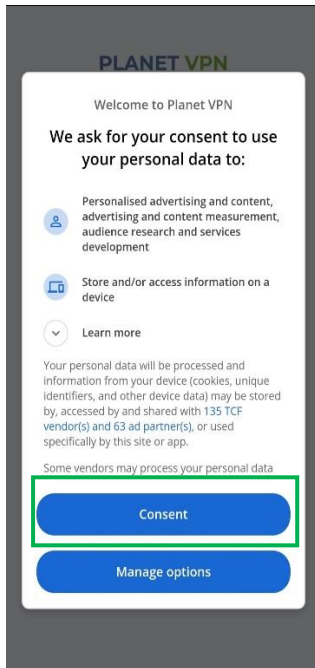 PLANET VPN
Welcome to Planet VPN
We ask for your consent to use
your personal data to:
Personalised advertising and content,
advertising and content measurement,
audience research and services
development
Store and/or access information on a
device
Learn more
Your personal data will be processed and
information from your device (cookies, unique
identifiers, and other device data) may be stored
by, accessed by and shared with 135 TCF
vendor(s) and 63 ad partner(s), or used
specifically by this site or app.
Some vendors may process your personal data
Consent
Manage options